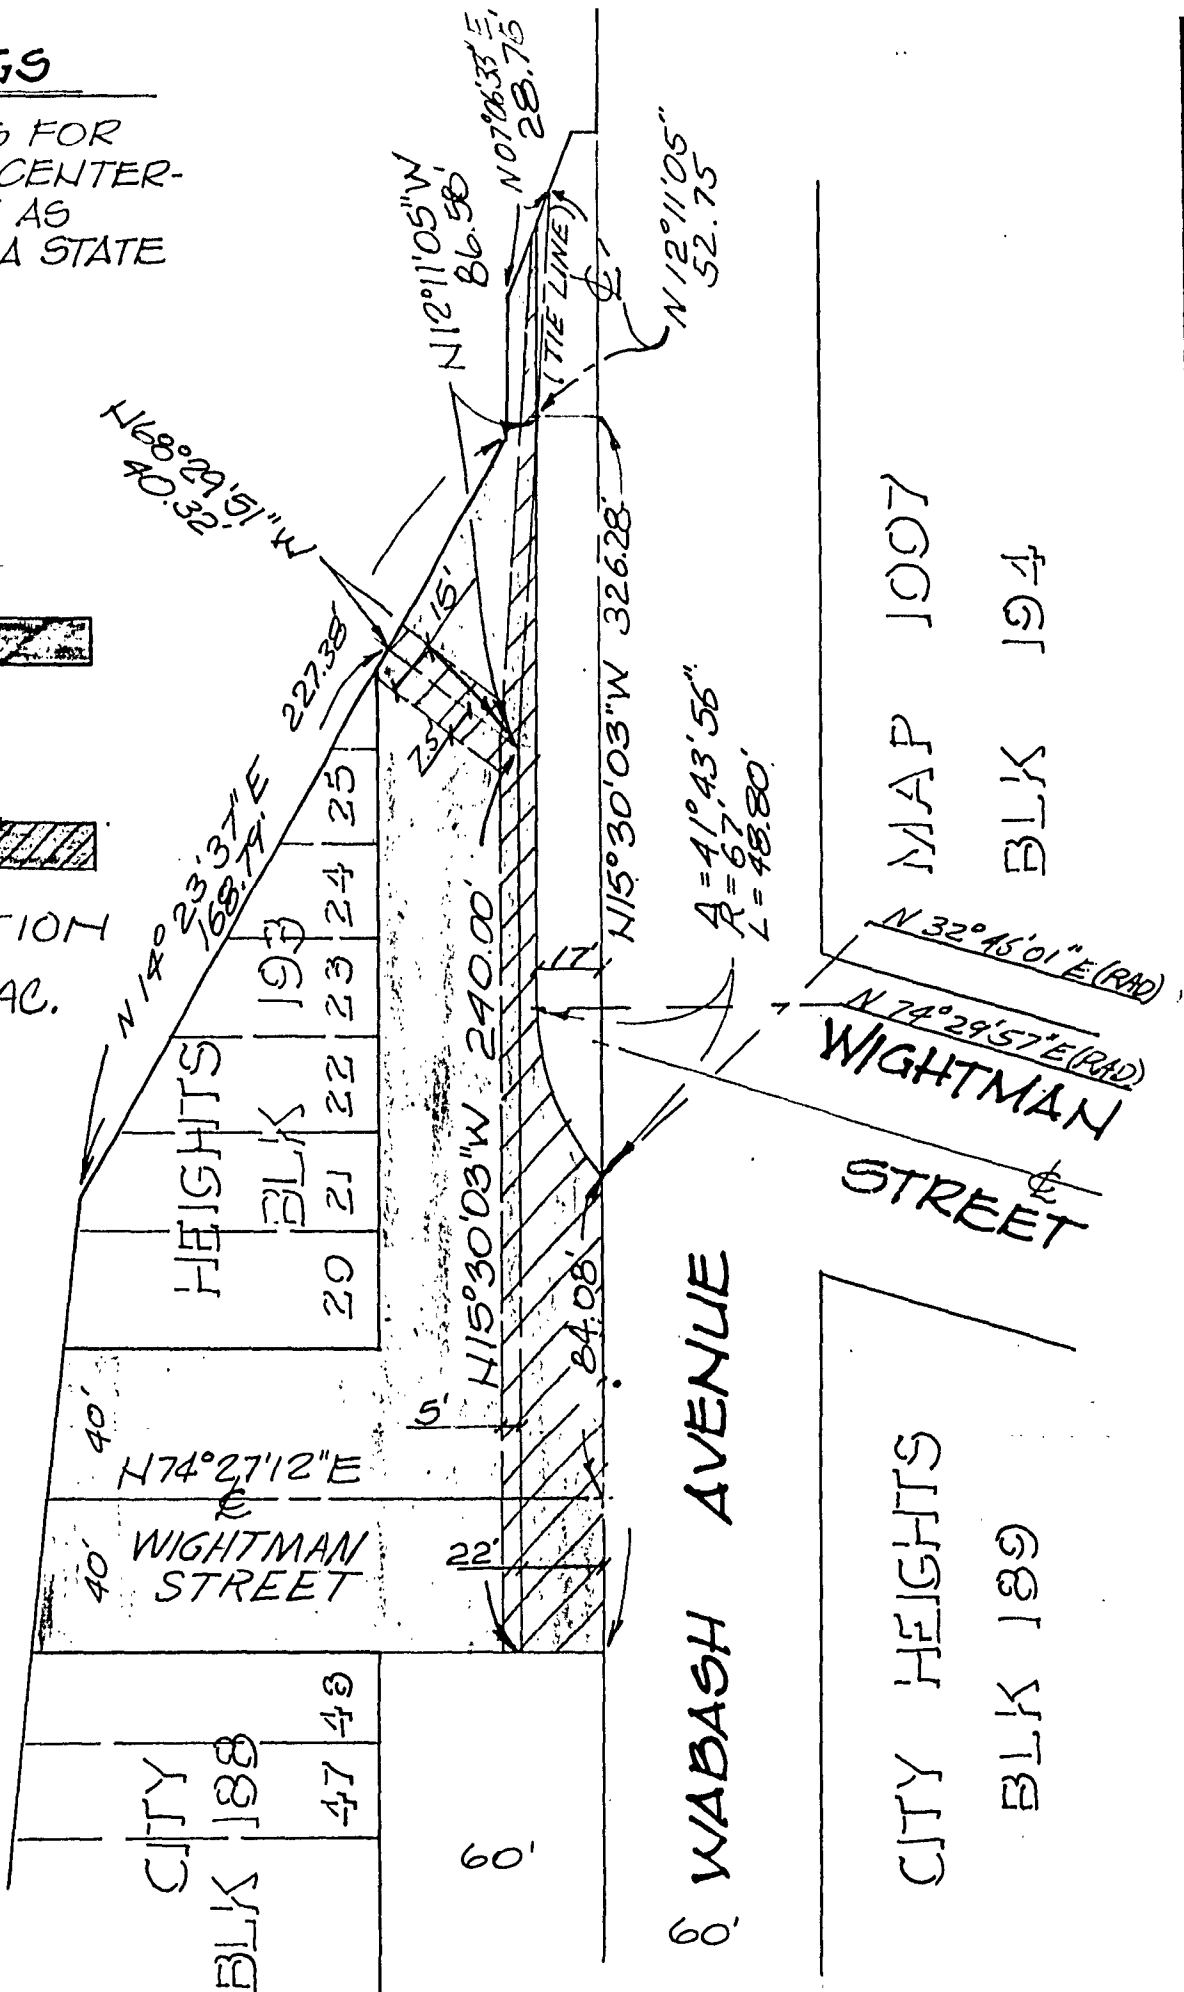 GS
S FOR
CENTER-
AS
A STATE
TION
AC.
N07°06'33"E
28.76'
N12°11'05"W
86.58'
N12°11'05"
52.75
(TIE LINE)
℄
N68°29'51"W
40.32'
227.38'
15'
7.5'
N15°30'03"W 326.28'
N14° 23'37"E
168.79'
Δ=41°43'56"
R=67'
L=48.80'
17'
N15°30'03"W 240.00'
MAP 1007
BLK 194
N 32°45'01"E (RAD)
N 74°29'57"E (RAD)
WIGHTMAN
STREET
℄
HEIGHTS
BLK 193
25
24
23
22
21
20
84.08'
5'
40'
N74°27'12"E
℄
WIGHTMAN
STREET
40'
22'
WABASH AVENUE
60'
60'
CITY
BLK 188
48
47
CITY HEIGHTS
BLK 189